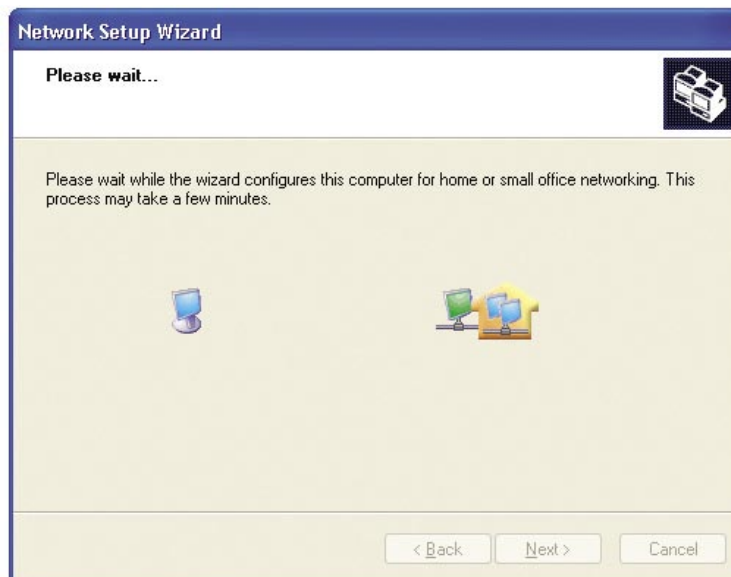 Network Setup Wizard
Please wait...
Please wait while the wizard configures this computer for home or small office networking. This
process may take a few minutes.
< Back
Next >
Cancel